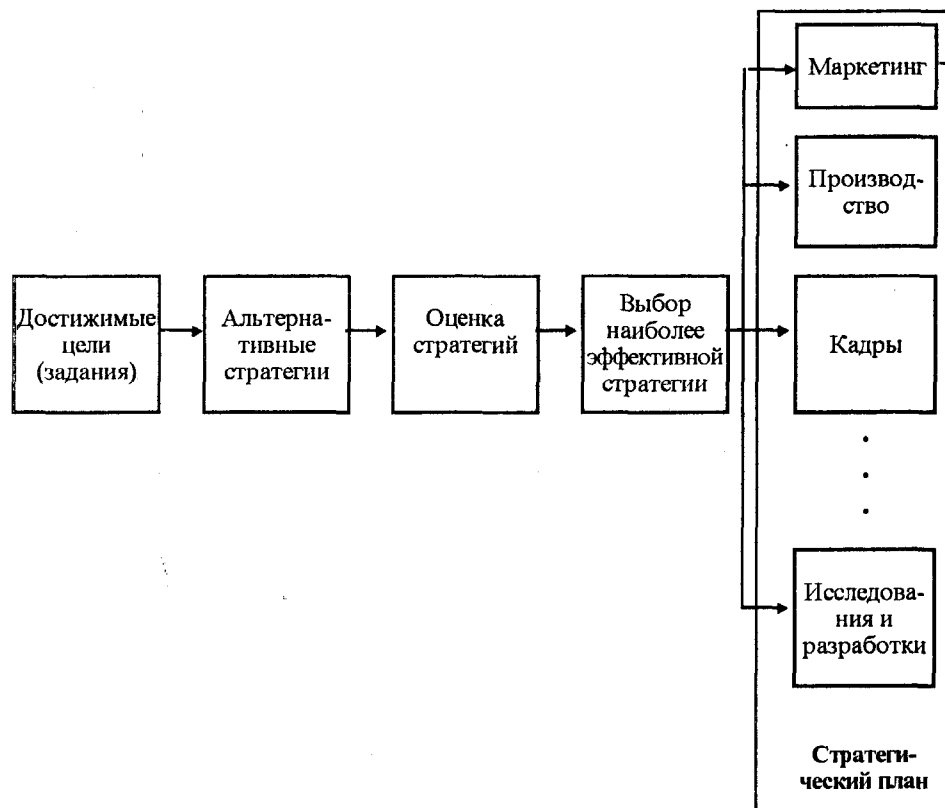 Маркетинг
Производ-
ство
Достижимые
цели
(задания)
Альтерна-
тивные
стратегии
Оценка
стратегий
Выбор
наиболее
эффективной
стратегии
Кадры
Исследова-
ния и
разработки
Стратеги-
ческий план